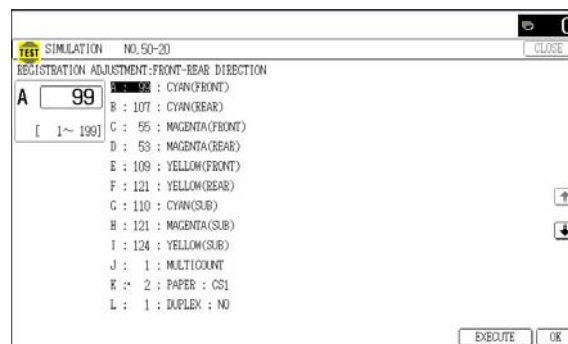 TEST SIMULATION NO.50-20
CLOSE
REGISTRATION ADJUSTMENT:FRONT-REAR DIRECTION
A 99
[ 1~ 199]
A : 99 : CYAN(FRONT)
B : 107 : CYAN(REAR)
C : 55 : MAGENTA(FRONT)
D : 53 : MAGENTA(REAR)
E : 109 : YELLOW(FRONT)
F : 121 : YELLOW(REAR)
G : 110 : CYAN(SUB)
H : 121 : MAGENTA(SUB)
I : 124 : YELLOW(SUB)
J : 1 : MULTICOUNT
K : 2 : PAPER : CS1
L : 1 : DUPLEX : NO
EXECUTE OK